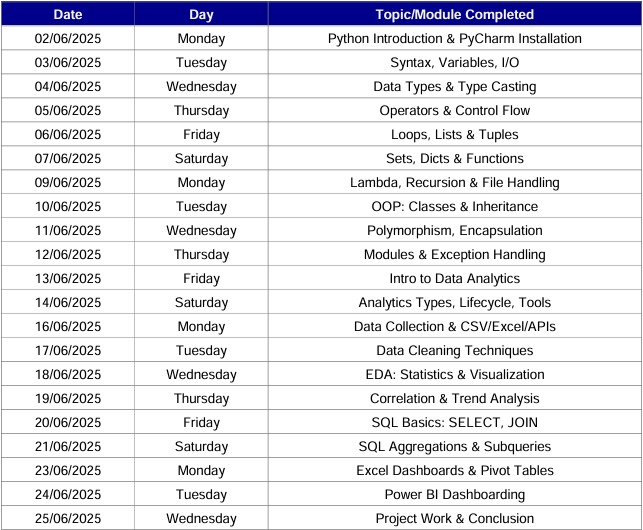 Date Day Topic/Module Completed
02/06/2025 Monday Python Introduction & PyCharm Installation
03/06/2025 Tuesday Syntax, Variables, I/O
04/06/2025 Wednesday Data Types & Type Casting
05/06/2025 Thursday Operators & Control Flow
06/06/2025 Friday Loops, Lists & Tuples
07/06/2025 Saturday Sets, Dicts & Functions
09/06/2025 Monday Lambda, Recursion & File Handling
10/06/2025 Tuesday OOP: Classes & Inheritance
11/06/2025 Wednesday Polymorphism, Encapsulation
12/06/2025 Thursday Modules & Exception Handling
13/06/2025 Friday Intro to Data Analytics
14/06/2025 Saturday Analytics Types, Lifecycle, Tools
16/06/2025 Monday Data Collection & CSV/Excel/APIs
17/06/2025 Tuesday Data Cleaning Techniques
18/06/2025 Wednesday EDA: Statistics & Visualization
19/06/2025 Thursday Correlation & Trend Analysis
20/06/2025 Friday SQL Basics: SELECT, JOIN
21/06/2025 Saturday SQL Aggregations & Subqueries
23/06/2025 Monday Excel Dashboards & Pivot Tables
24/06/2025 Tuesday Power BI Dashboarding
25/06/2025 Wednesday Project Work & Conclusion